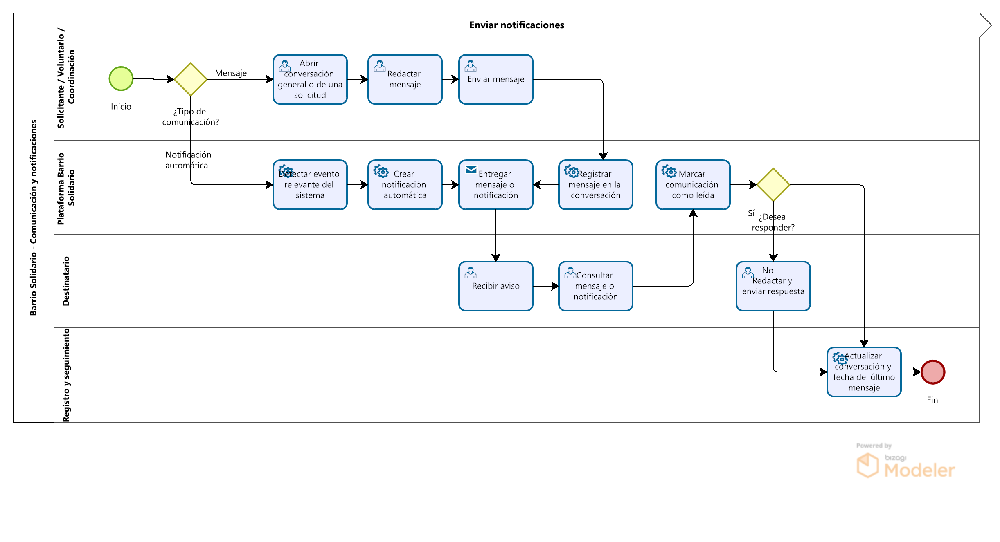 Enviar notificaciones
Barrio Solidario - Comunicación y notificaciones
Solicitante / Voluntario /
Coordinación
Inicio
¿Tipo de
comunicación?
Mensaje
Abrir
conversación
general o de una
solicitud
Redactar
mensaje
Enviar mensaje
Plataforma Barrio
Solidario
Notificación
automática
Detectar evento
relevante del
sistema
Crear
notificación
automática
Entregar
mensaje o
notificación
Registrar
mensaje en la
conversación
Marcar
comunicación
como leída
Sí
¿Desea
responder?
Destinatario
Recibir aviso
Consultar
mensaje o
notificación
No
Redactar y
enviar respuesta
Registro y seguimiento
Actualizar
conversación y
fecha del último
mensaje
Fin
Powered by
bizagi
Modeler